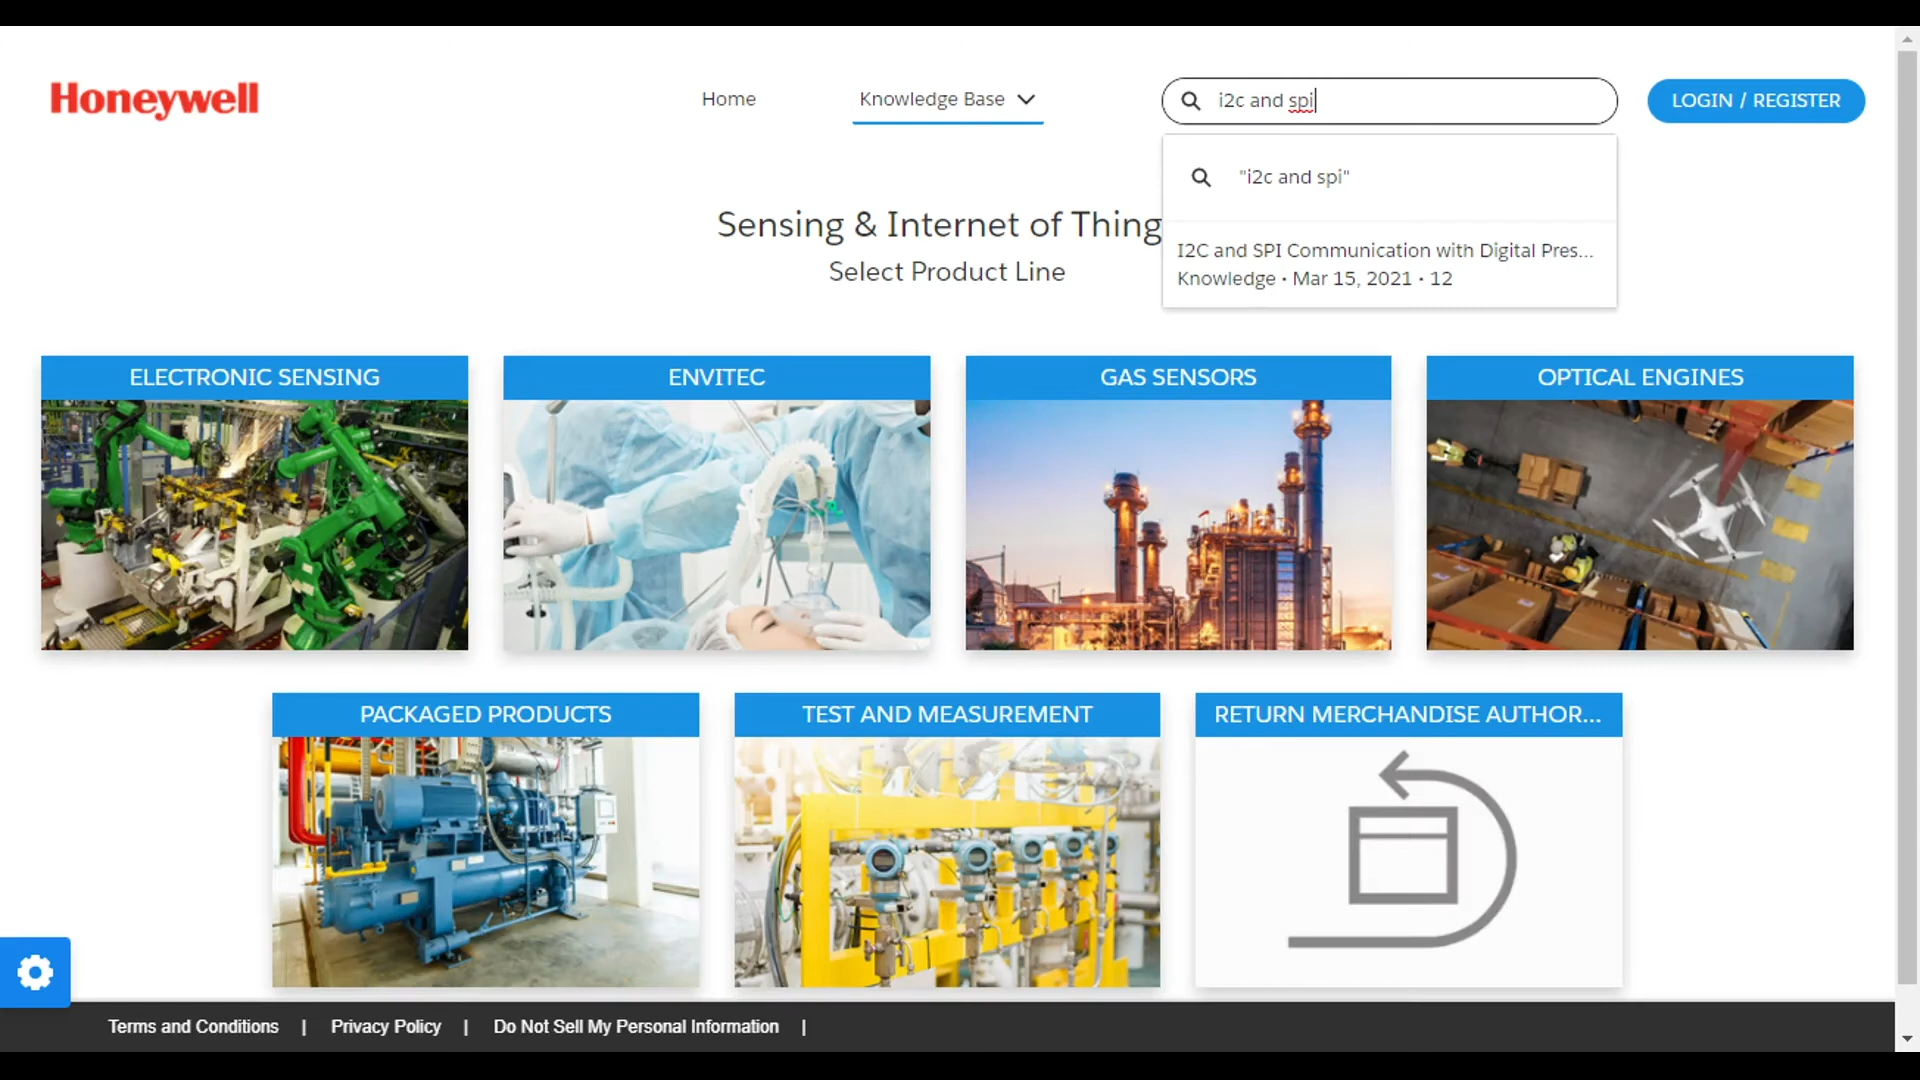 Honeywell
Home
Knowledge Base
i2c and spi
LOGIN / REGISTER
"i2c and spi"
I2C and SPI Communication with Digital Pres...
Knowledge • Mar 15, 2021 • 12
Sensing & Internet of Thing
Select Product Line
ELECTRONIC SENSING
ENVITEC
GAS SENSORS
OPTICAL ENGINES
PACKAGED PRODUCTS
TEST AND MEASUREMENT
RETURN MERCHANDISE AUTHOR...
Terms and Conditions | Privacy Policy | Do Not Sell My Personal Information |